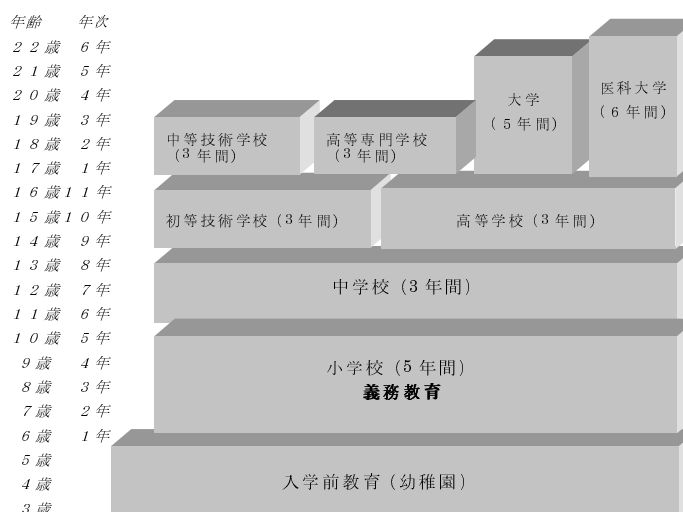 年齢 年次
22歳 6年
21歳 5年
20歳 4年
19歳 3年
18歳 2年
17歳 1年
16歳 11年
15歳 10年
14歳 9年
13歳 8年
12歳 7年
11歳 6年
10歳 5年
9歳 4年
8歳 3年
7歳 2年
6歳 1年
5歳
4歳
3歳
医科大学
(6年間)
大学
(5年間)
中等技術学校
(3年間)
高等専門学校
(3年間)
初等技術学校(3年間)
高等学校(3年間)
中学校(3年間)
小学校(5年間)
義務教育
入学前教育(幼稚園)